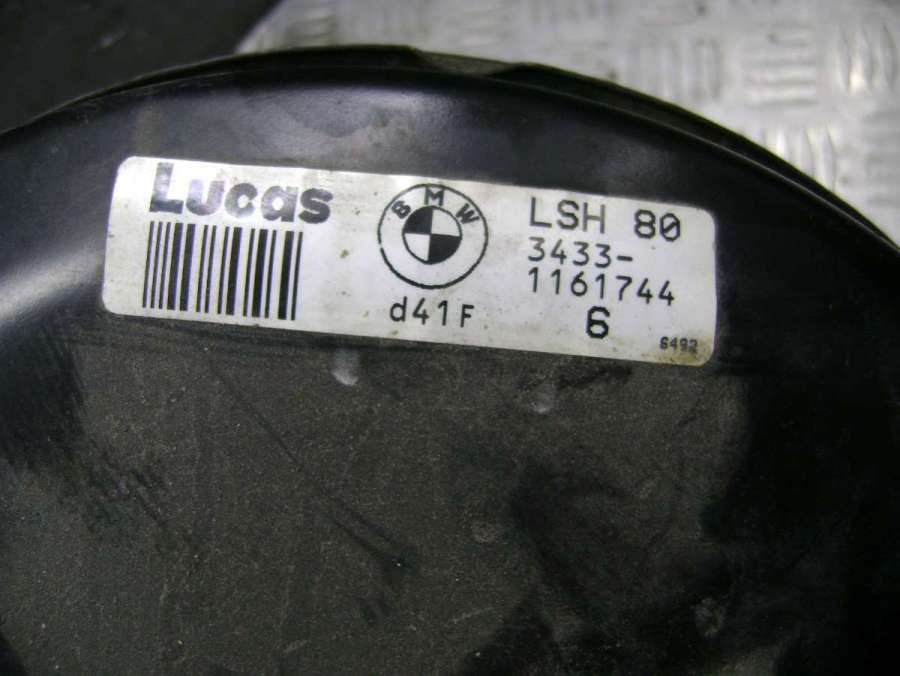 Lucas
BMW
d41F
LSH 80
3433-
1161744
6
6492